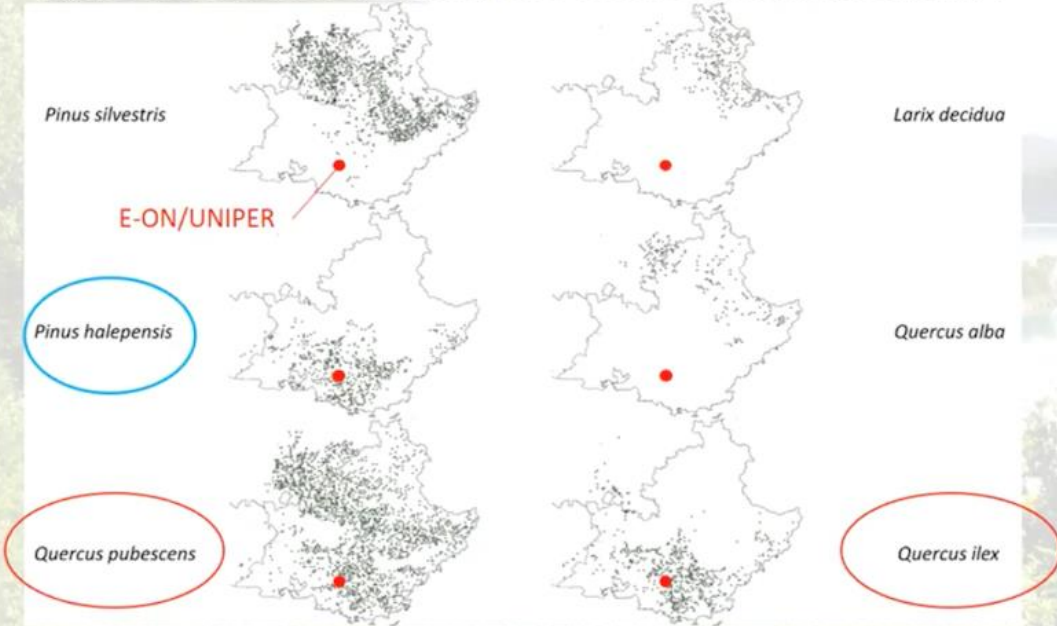 Pinus silvestris
Larix decidua
E-ON/UNIPER
Pinus halepensis
Quercus alba
Quercus pubescens
Quercus ilex